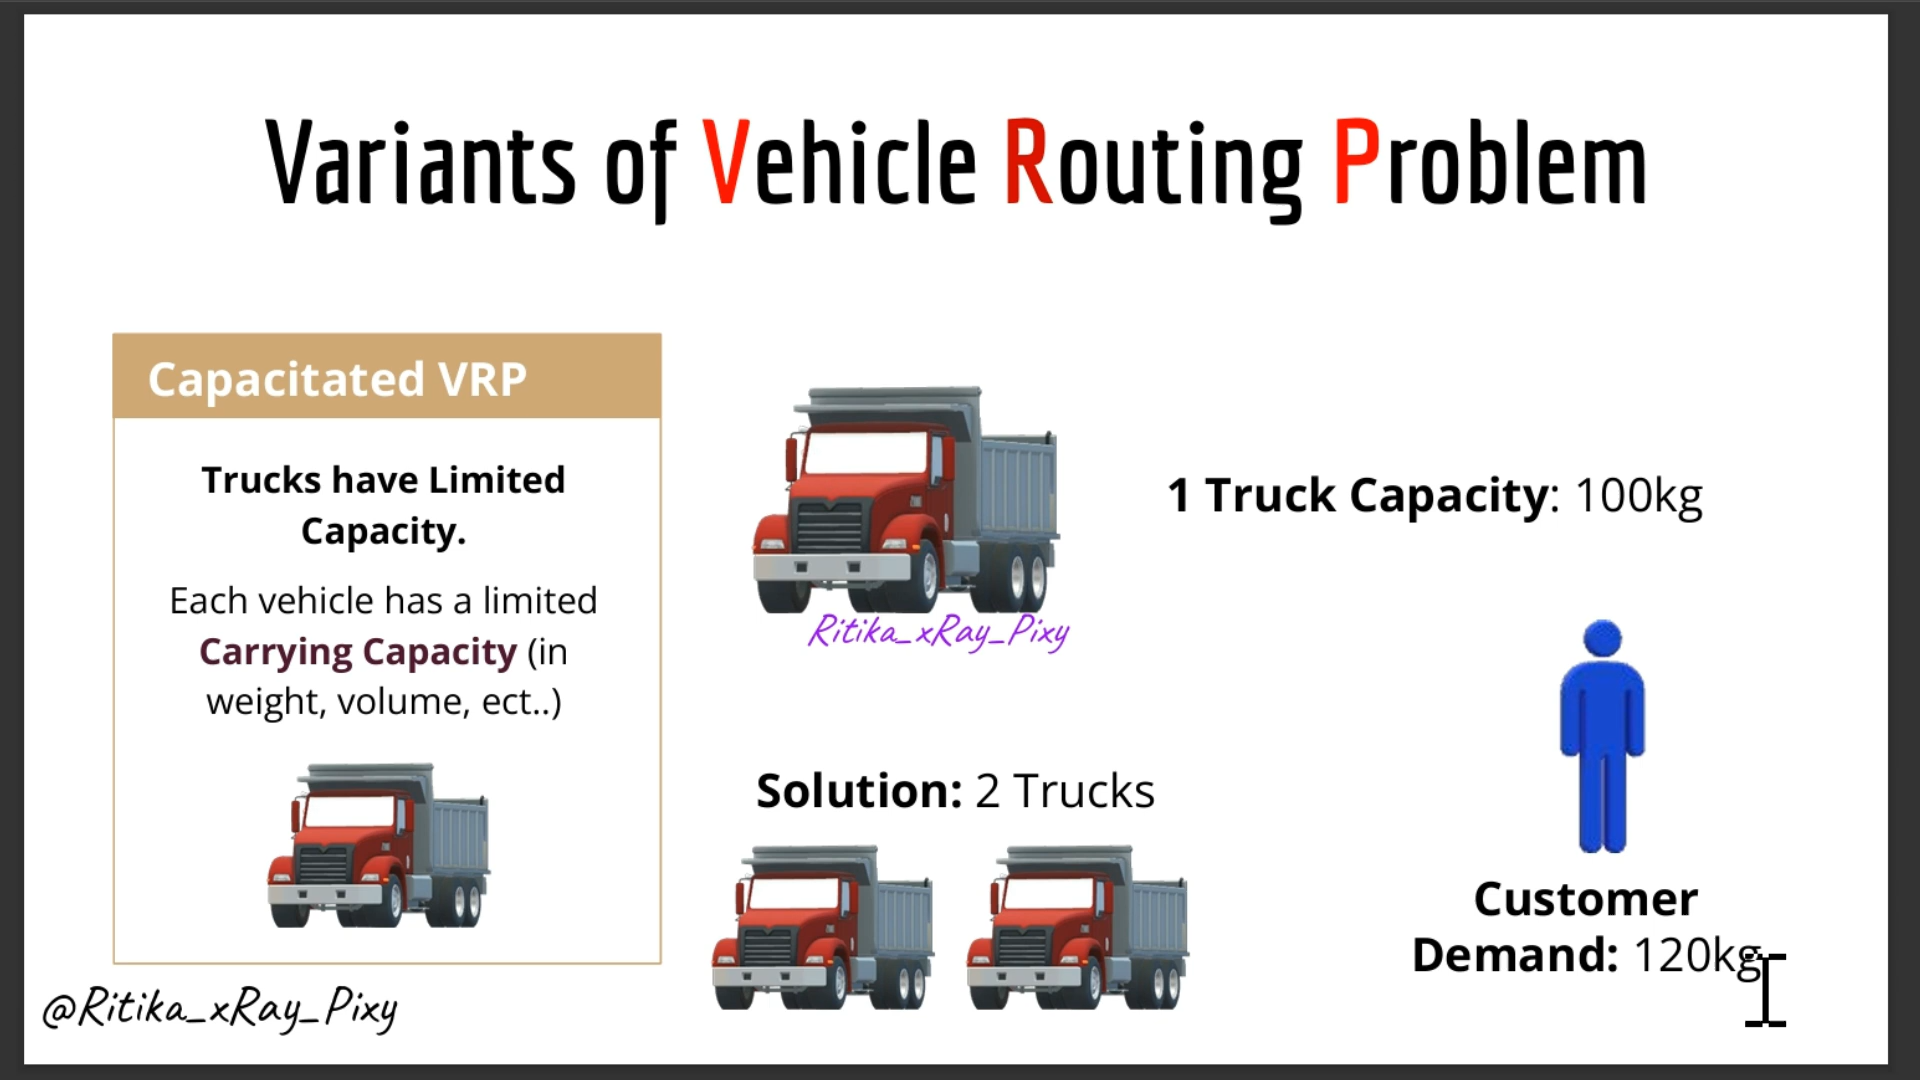 Variants of Vehicle Routing Problem
Capacitated VRP
Trucks have Limited
Capacity.
Each vehicle has a limited
Carrying Capacity (in
weight, volume, ect..)
1 Truck Capacity: 100kg
Ritika_xRay_Pixy
Solution: 2 Trucks
Customer
Demand: 120kg
@Ritika_xRay_Pixy